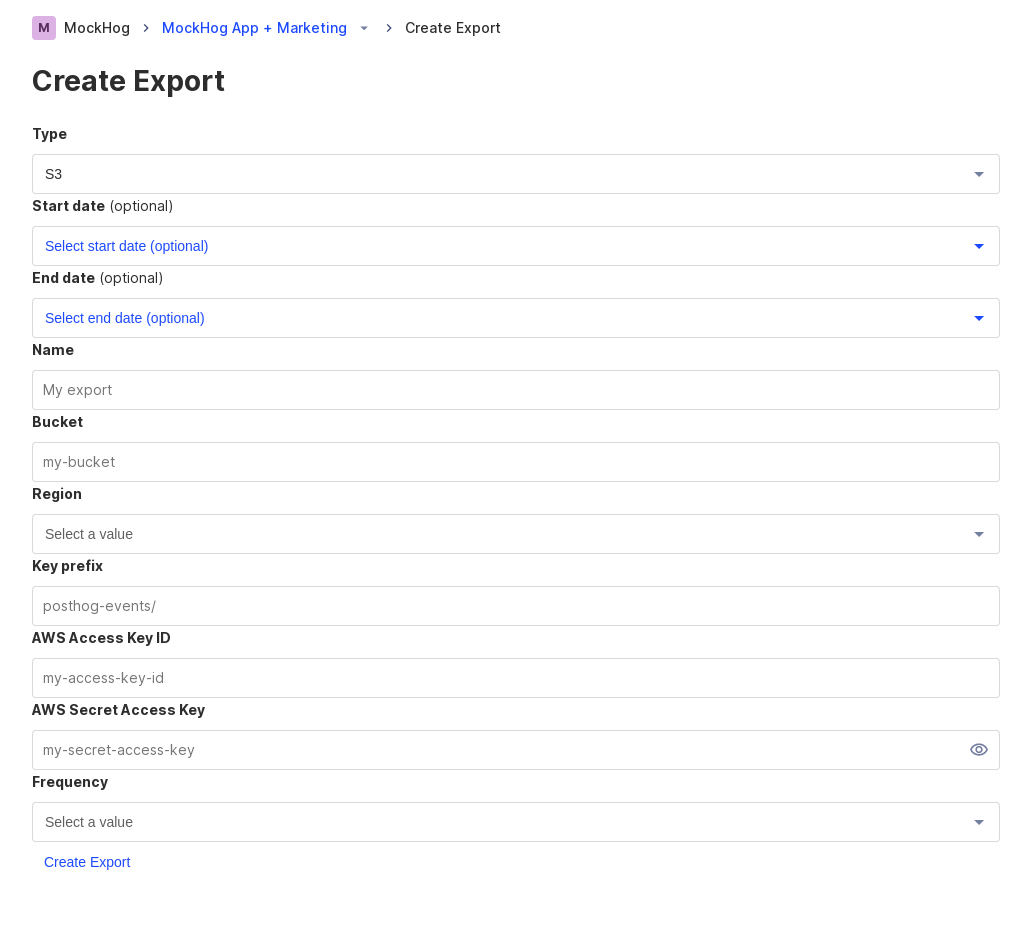 M MockHog MockHog App + Marketing Create Export
Create Export
Type
S3
Start date (optional)
Select start date (optional)
End date (optional)
Select end date (optional)
Name
My export
Bucket
my-bucket
Region
Select a value
Key prefix
posthog-events/
AWS Access Key ID
my-access-key-id
AWS Secret Access Key
my-secret-access-key
Frequency
Select a value
Create Export